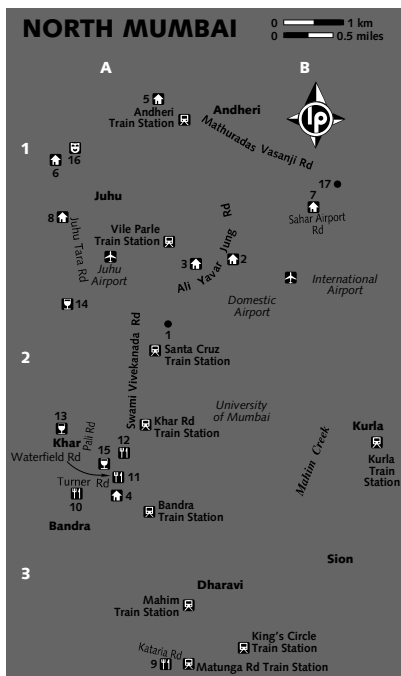 NORTH MUMBAI
0 1 km
0 0.5 miles
A B
5
Andheri
Train Station
Andheri
Mathuradas Vasanji Rd
1
16
6
17
7
Sahar Airport
Rd
Juhu
8
Juhu Tara Rd
Vile Parle
Train Station
Juhu
Airport
3
2
Ali Yavar Jung Rd
International
Airport
Domestic
Airport
14
1
Swami Vivekanada Rd
Santa Cruz
Train Station
2
University
of Mumbai
13
Khar
Pali Rd
Khar Rd
Train Station
Kurla
Kurla
Train
Station
Mahim Creek
12
15
Waterfield Rd
11
Turner Rd
10
4
Bandra
Train Station
Bandra
Sion
3
Dharavi
Mahim
Train Station
King's Circle
Train Station
Kataria Rd
9
Matunga Rd Train Station
lp